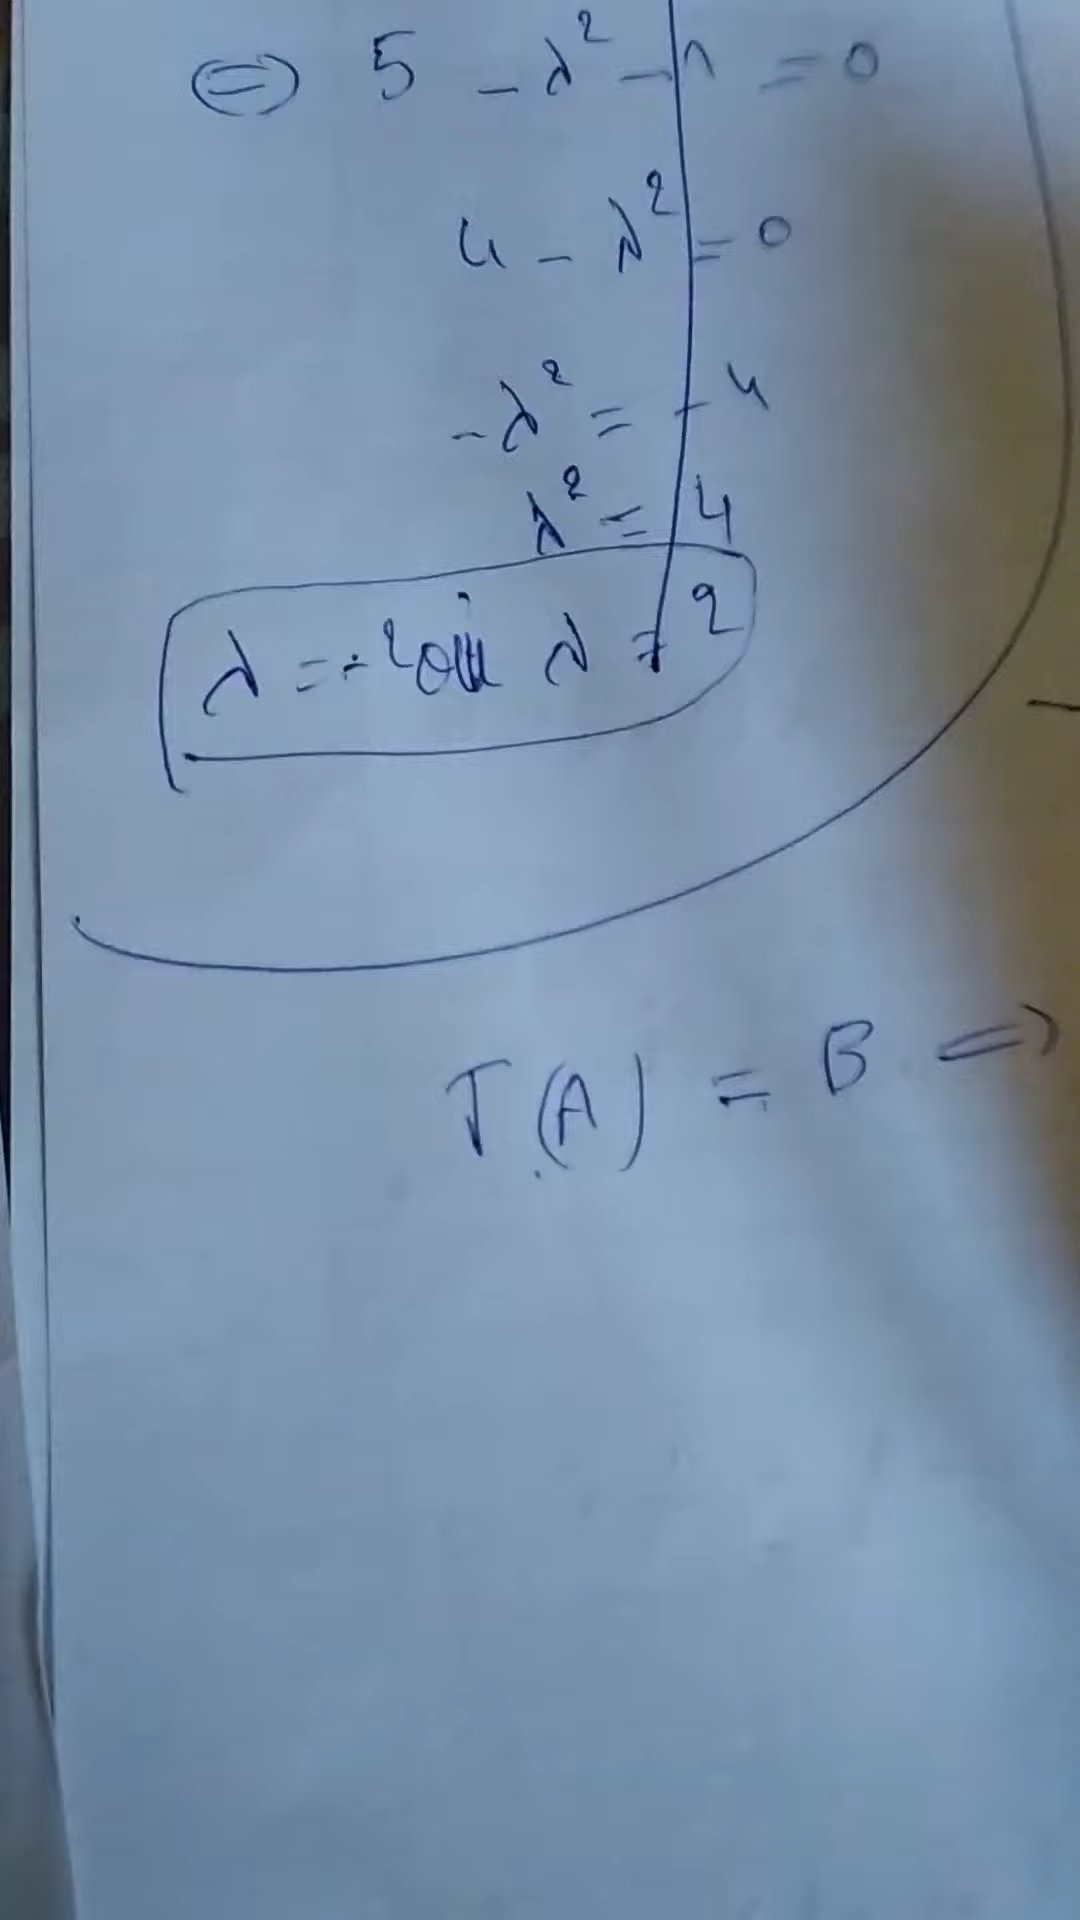 ⇔ 5 - λ² - 1 = 0
4 - λ² = 0
-λ² = -4
λ² = 4
λ = -2 ou λ = 2
T(A) = B ⇒